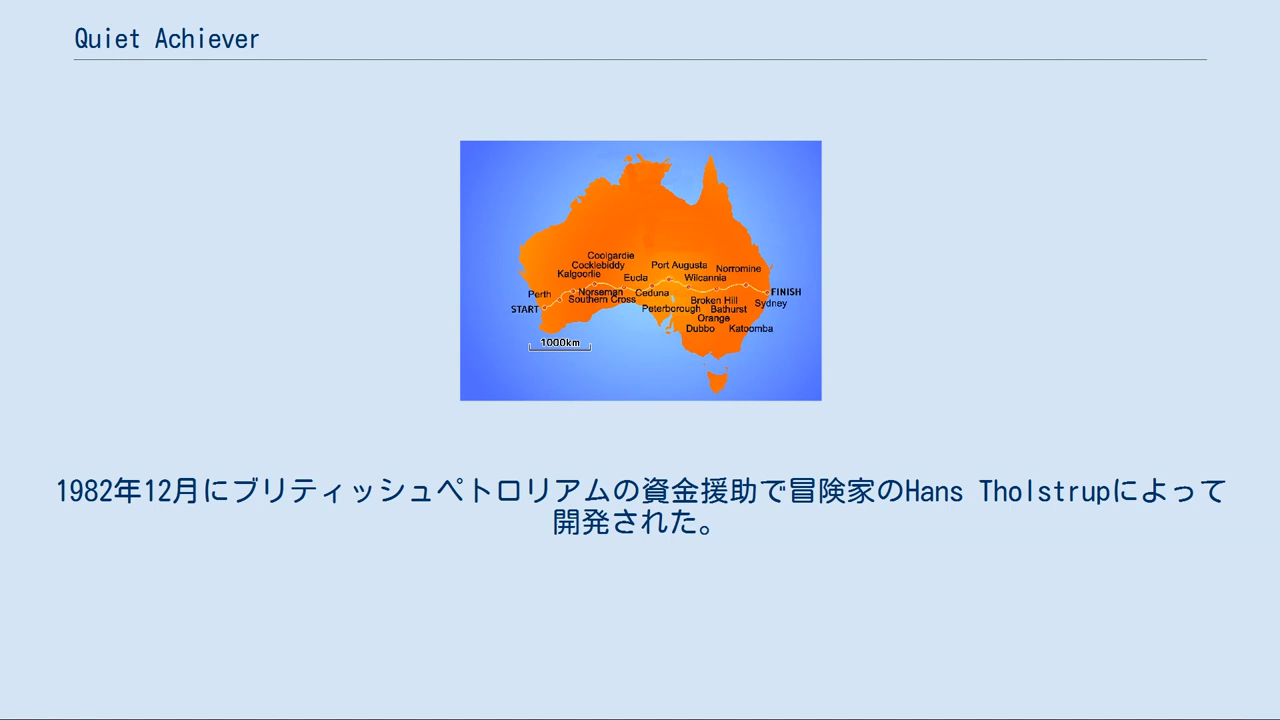 Quiet Achiever
Coolgardie
Cocklebiddy
Port Augusta
Norromine
Kalgoorlie
Eucla
Wilcannia
Perth
Norseman
Ceduna
FINISH
Southern Cross
Broken Hill
Sydney
START
Peterborough
Bathurst
Orange
Dubbo
Katoomba
1000km
1982年12月にブリティッシュペトロリアムの資金援助で冒険家のHans Tholstrupによって
開発された。